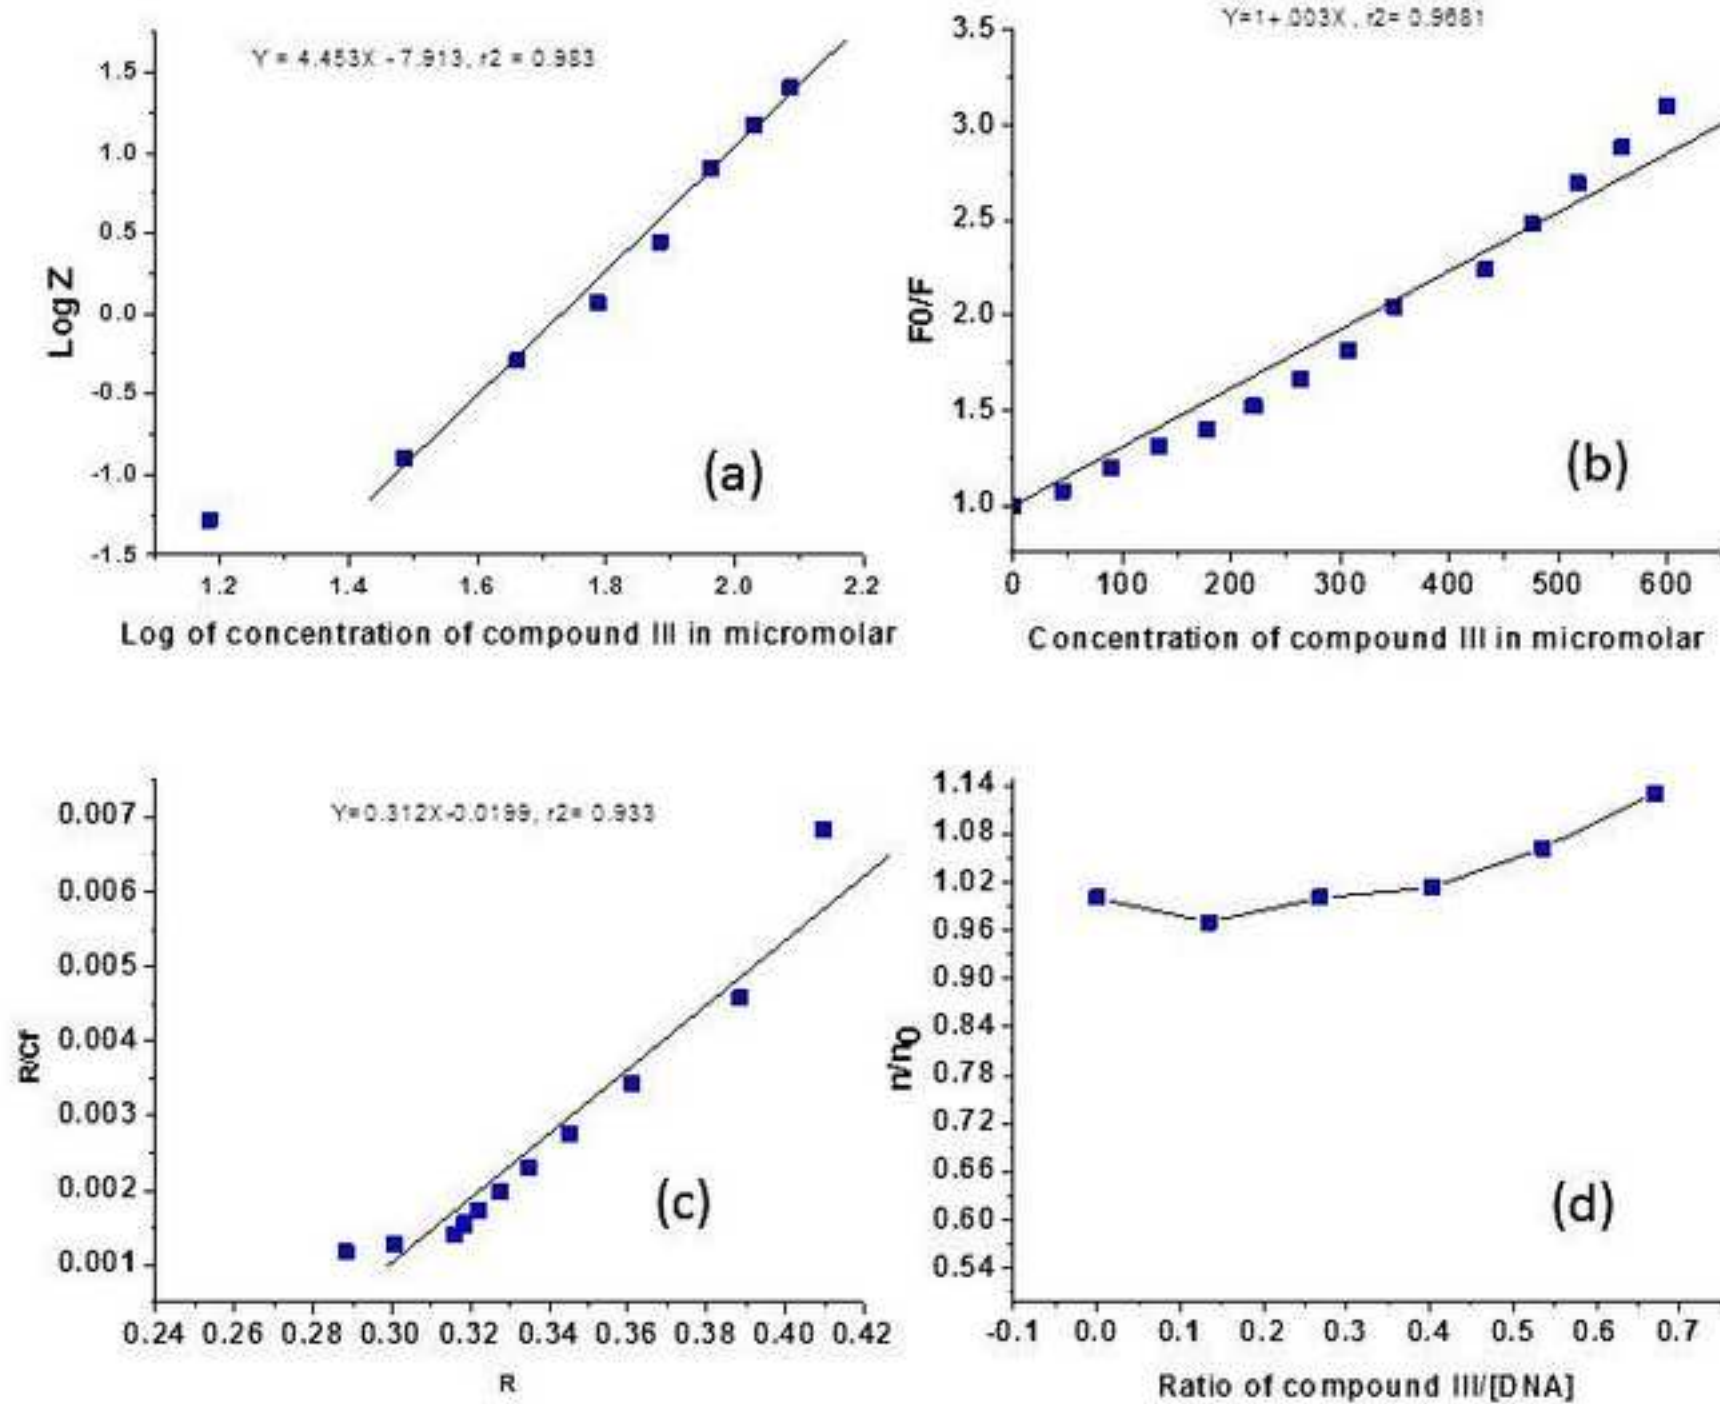 Y = 4.453X - 7.913, r2 = 0.983
1.5
1.0
0.5
0.0
-0.5
-1.0
-1.5
Log Z
(a)
1.2 1.4 1.6 1.8 2.0 2.2
Log of concentration of compound III in micromolar
Y=1+.003X, r2= 0.9681
3.5
3.0
2.5
2.0
1.5
1.0
F0/F
(b)
0 100 200 300 400 500 600
Concentration of compound III in micromolar
Y=0.312X-0.0199, r2= 0.933
0.007
0.006
0.005
0.004
0.003
0.002
0.001
R/Cf
(c)
0.24 0.26 0.28 0.30 0.32 0.34 0.36 0.38 0.40 0.42
R
1.14
1.08
1.02
0.96
0.90
0.84
0.78
0.72
0.66
0.60
0.54
n/n0
(d)
-0.1 0.0 0.1 0.2 0.3 0.4 0.5 0.6 0.7
Ratio of compound III/[DNA]